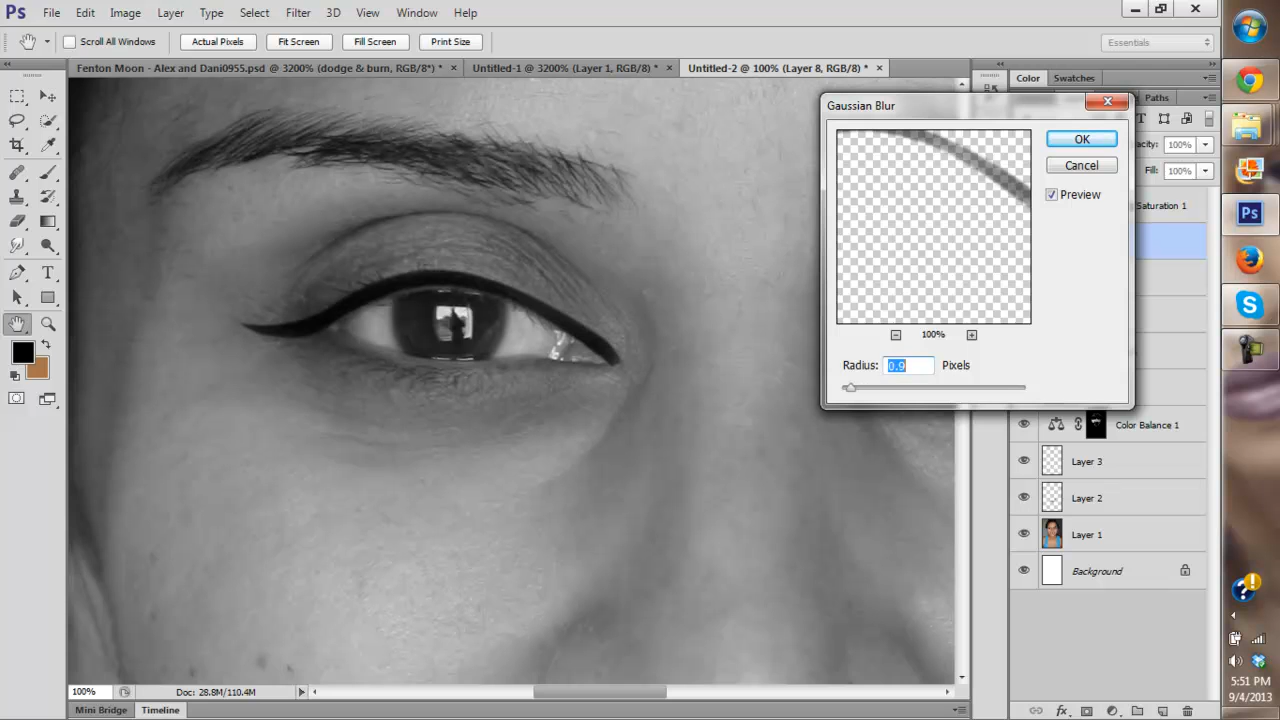 Ps File Edit Image Layer Type Select Filter 3D View Window Help
Scroll All Windows Actual Pixels Fit Screen Fill Screen Print Size Essentials
Fenton Moon - Alex and Dani0955.psd @ 3200% (dodge & burn, RGB/8*) * × Untitled-1 @ 3200% (Layer 1, RGB/8) * × Untitled-2 @ 100% (Layer 8, RGB/8) * ×
Color Swatches
Paths
Gaussian Blur
OK
Cancel
Preview
100%
Radius: 0.9 Pixels
acity: 100%
Fill: 100%
Saturation 1
Color Balance 1
Layer 3
Layer 2
Layer 1
Background
100% Doc: 28.8M/110.4M
Mini Bridge Timeline
fx
Ps
5:51 PM
9/4/2013